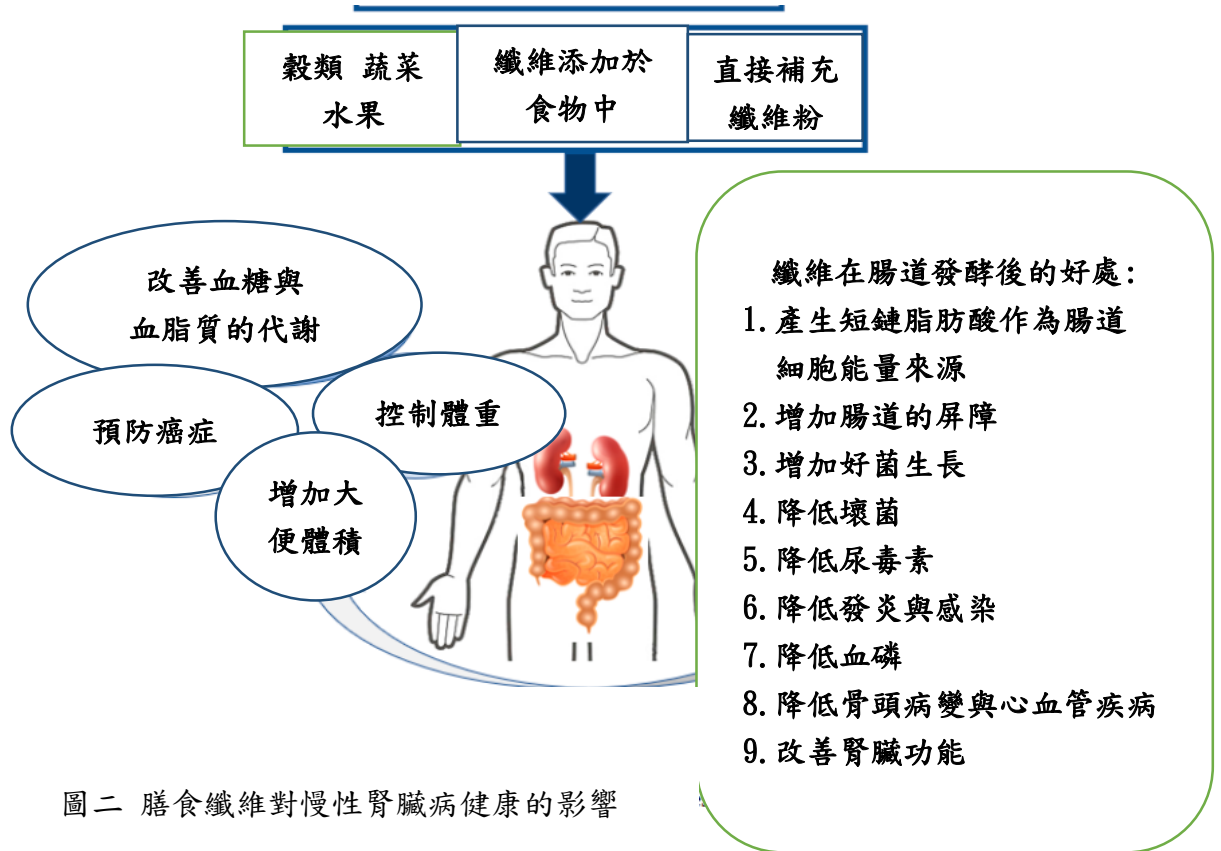 穀類 蔬菜
水果
纖維添加於
食物中
直接補充
纖維粉
改善血糖與
血脂質的代謝
預防癌症
控制體重
增加大
便體積
纖維在腸道發酵後的好處:
1.產生短鏈脂肪酸作為腸道
細胞能量來源
2.增加腸道的屏障
3.增加好菌生長
4.降低壞菌
5.降低尿毒素
6.降低發炎與感染
7.降低血磷
8.降低骨頭病變與心血管疾病
9.改善腎臟功能
圖二 膳食纖維對慢性腎臟病健康的影響